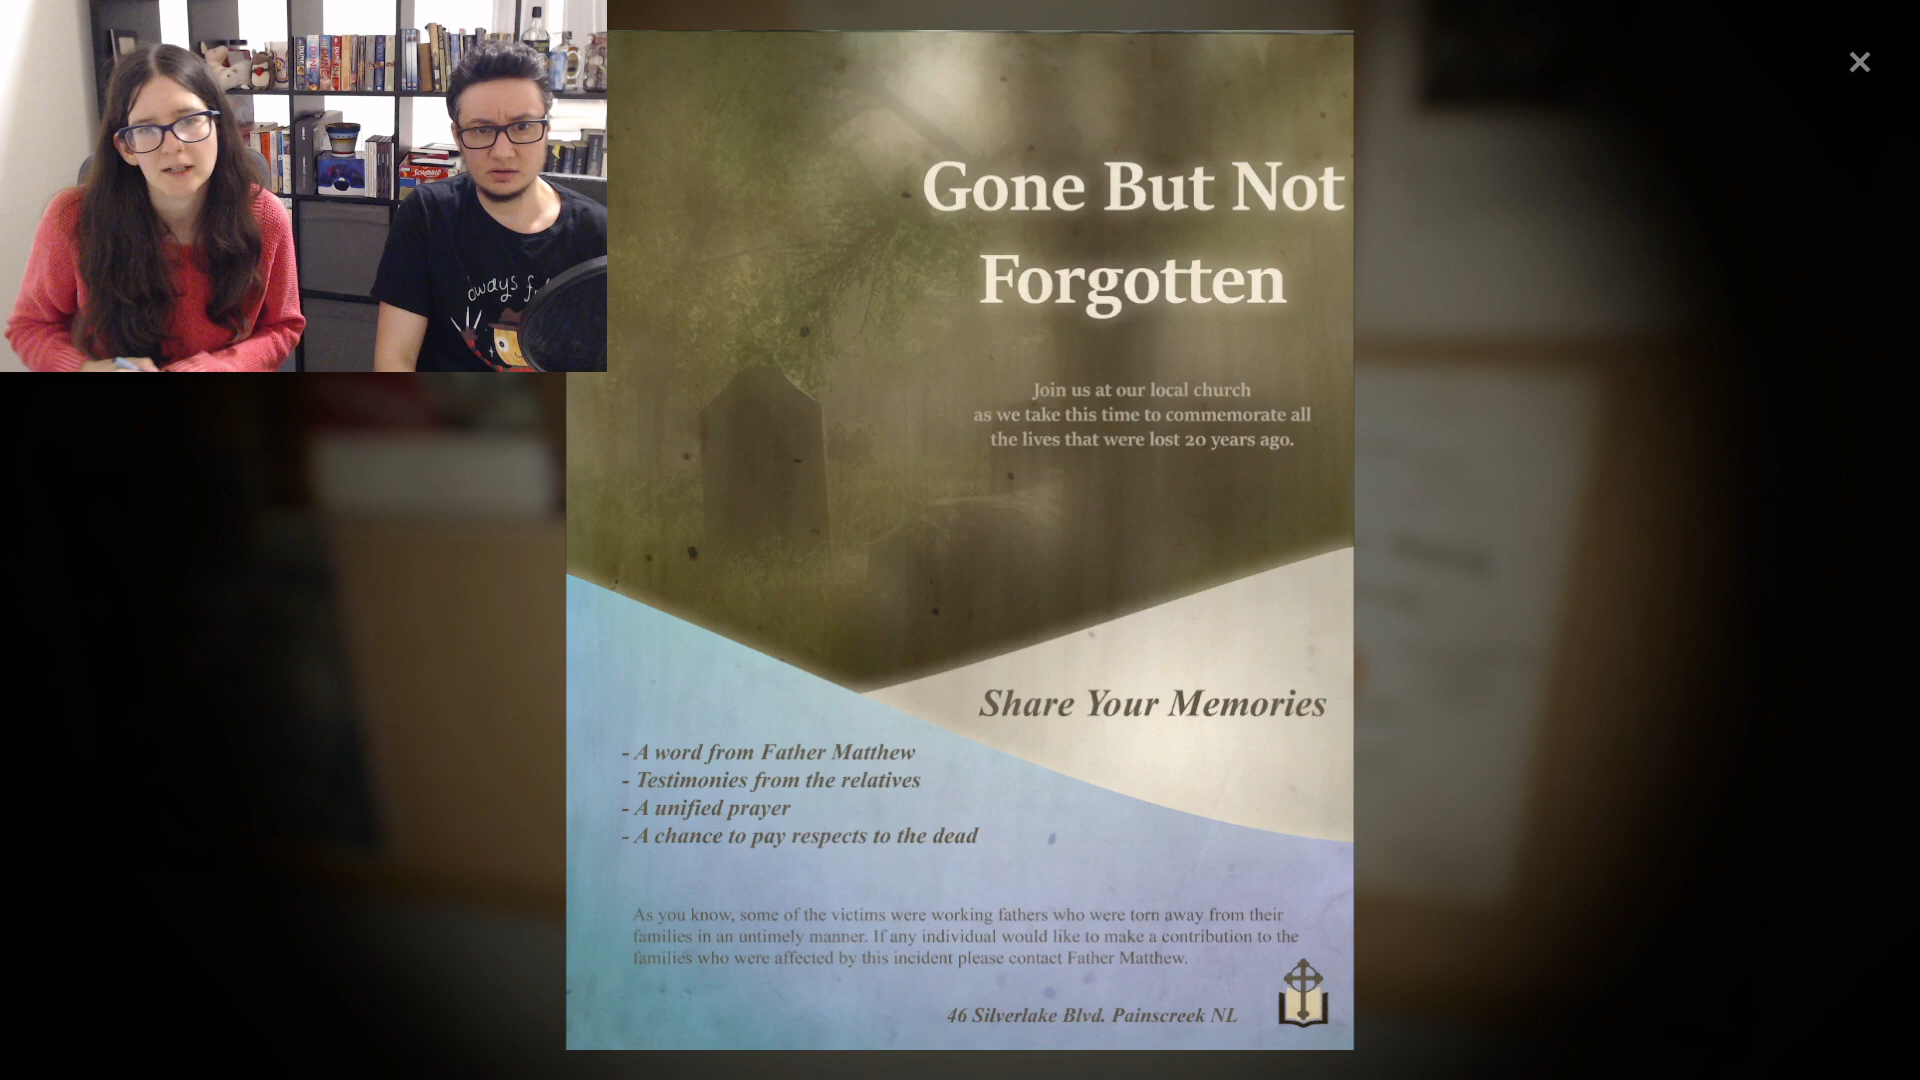 Gone But Not
Forgotten
Join us at our local church
as we take this time to commemorate all
the lives that were lost 20 years ago.
Share Your Memories
- A word from Father Matthew
- Testimonies from the relatives
- A unified prayer
- A chance to pay respects to the dead
As you know, some of the victims were working fathers who were torn away from their
families in an untimely manner. If any individual would like to make a contribution to the
families who were affected by this incident please contact Father Matthew.
46 Silverlake Blvd. Painscreek NL
always
SCRABBLE
DUNE